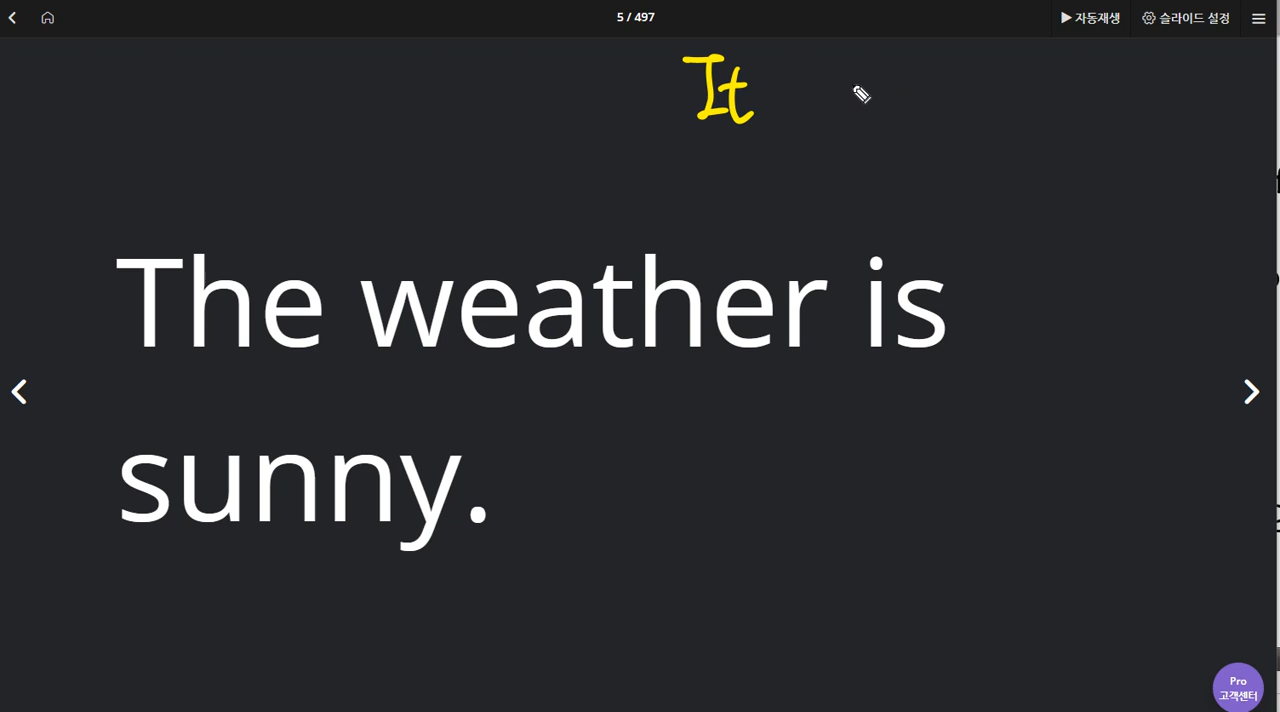 5 / 497
▶ 자동재생
슬라이드 설정
It
The weather is
sunny.
Pro
고객센터